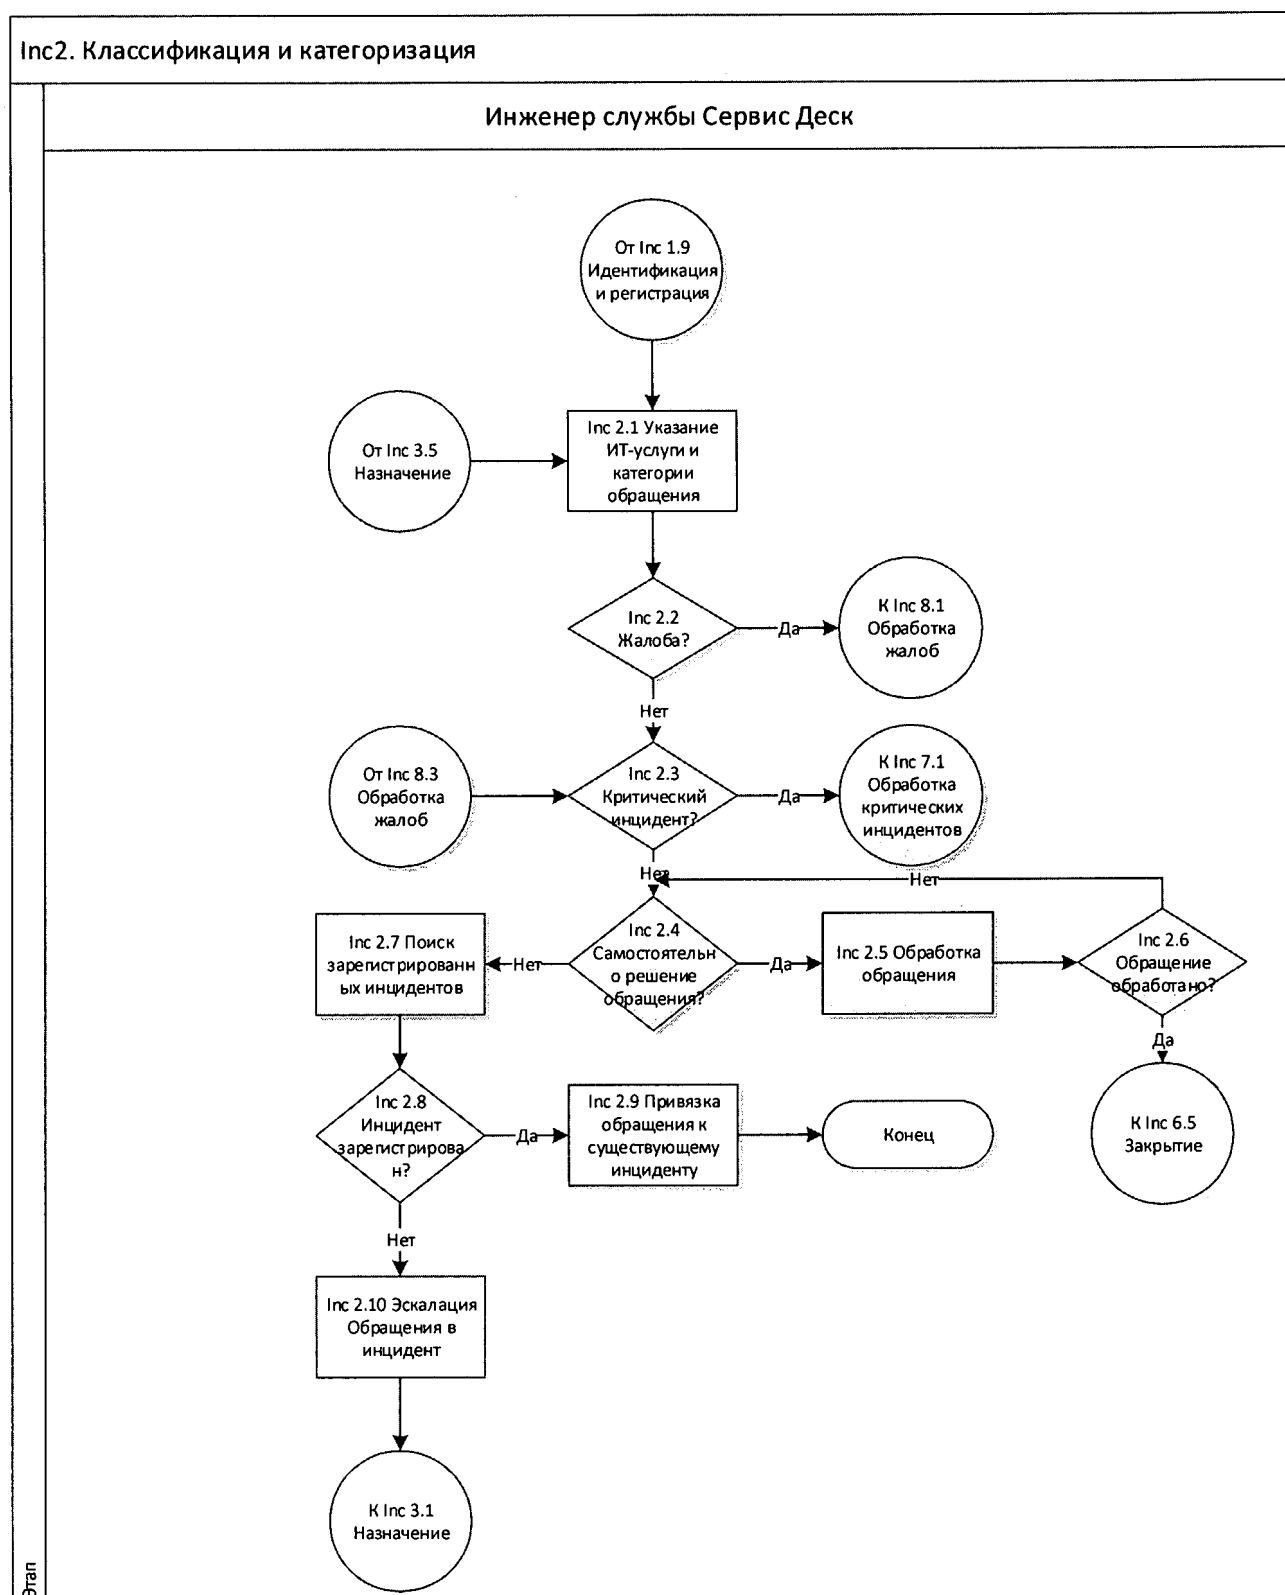 Inc2. Классификация и категоризация
Инженер службы Сервис Деск
От Inc 1.9
Идентификация
и регистрация
От Inc 3.5
Назначение
Inc 2.1 Указание
ИТ-услуги и
категории
обращения
Inc 2.2
Жалоба?
Да
К Inc 8.1
Обработка
жалоб
Нет
От Inc 8.3
Обработка
жалоб
Inc 2.3
Критический
инцидент?
Да
К Inc 7.1
Обработка
критических
инцидентов
Нет
Нет
Inc 2.7 Поиск
зарегистрированн
ых инцидентов
Нет
Inc 2.4
Самостоятельн
о решение
обращения?
Да
Inc 2.5 Обработка
обращения
Inc 2.6
Обращение
обработано?
Да
Inc 2.8
Инцидент
зарегистрирова
н?
Да
Inc 2.9 Привязка
обращения к
существующему
инциденту
Конец
К Inc 6.5
Закрытие
Нет
Inc 2.10 Эскалация
Обращения в
инцидент
К Inc 3.1
Назначение
Этап